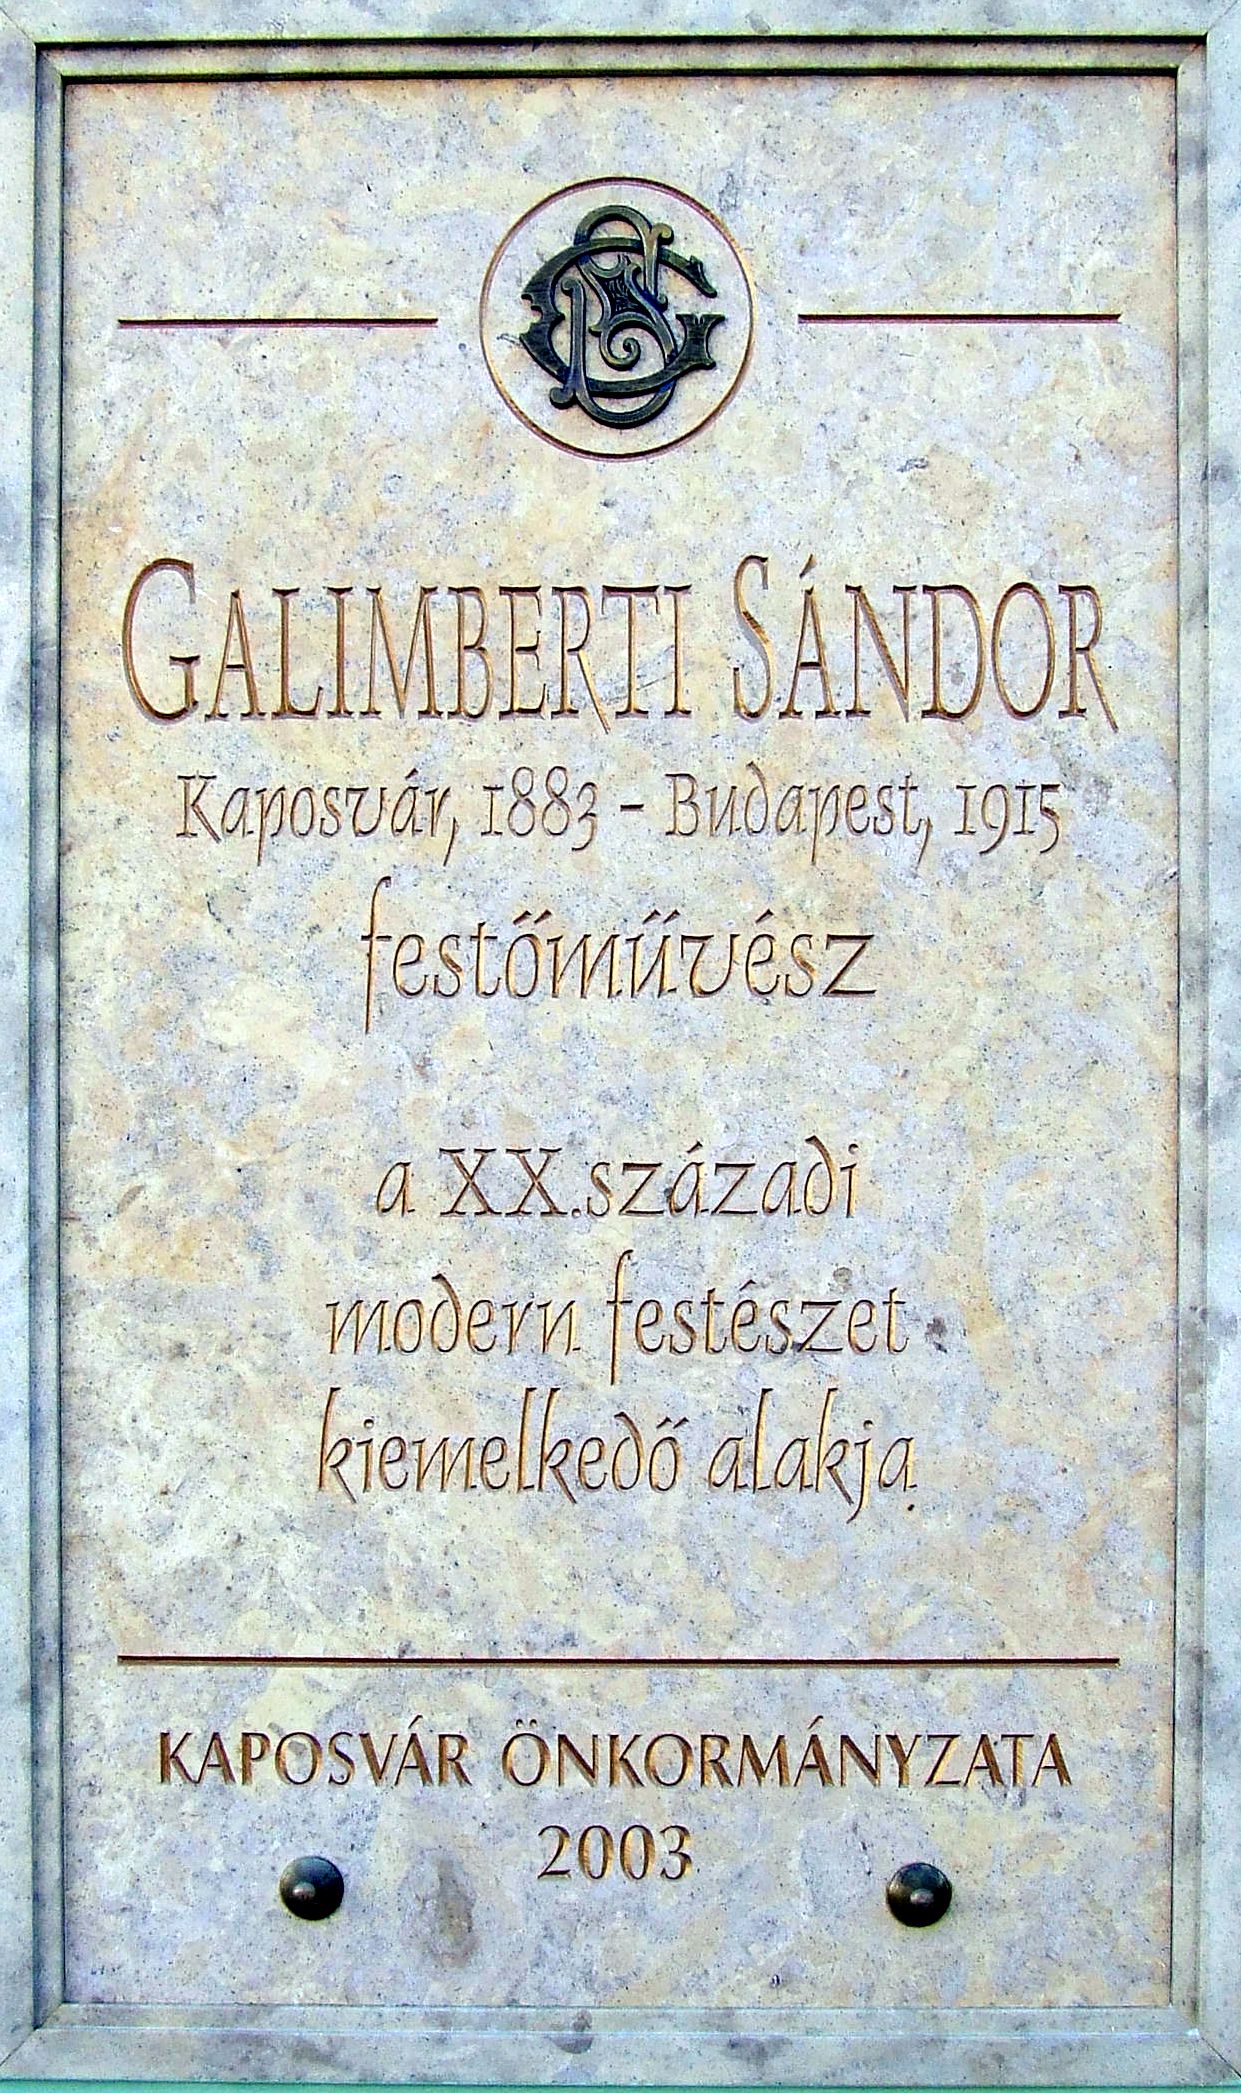 GALIMBERTI SÁNDOR
Kaposvár, 1883 - Budapest, 1915
festőművész
a XX.századi
modern festészet
kiemelkedő alakja
KAPOSVÁR ÖNKORMÁNYZATA
2003